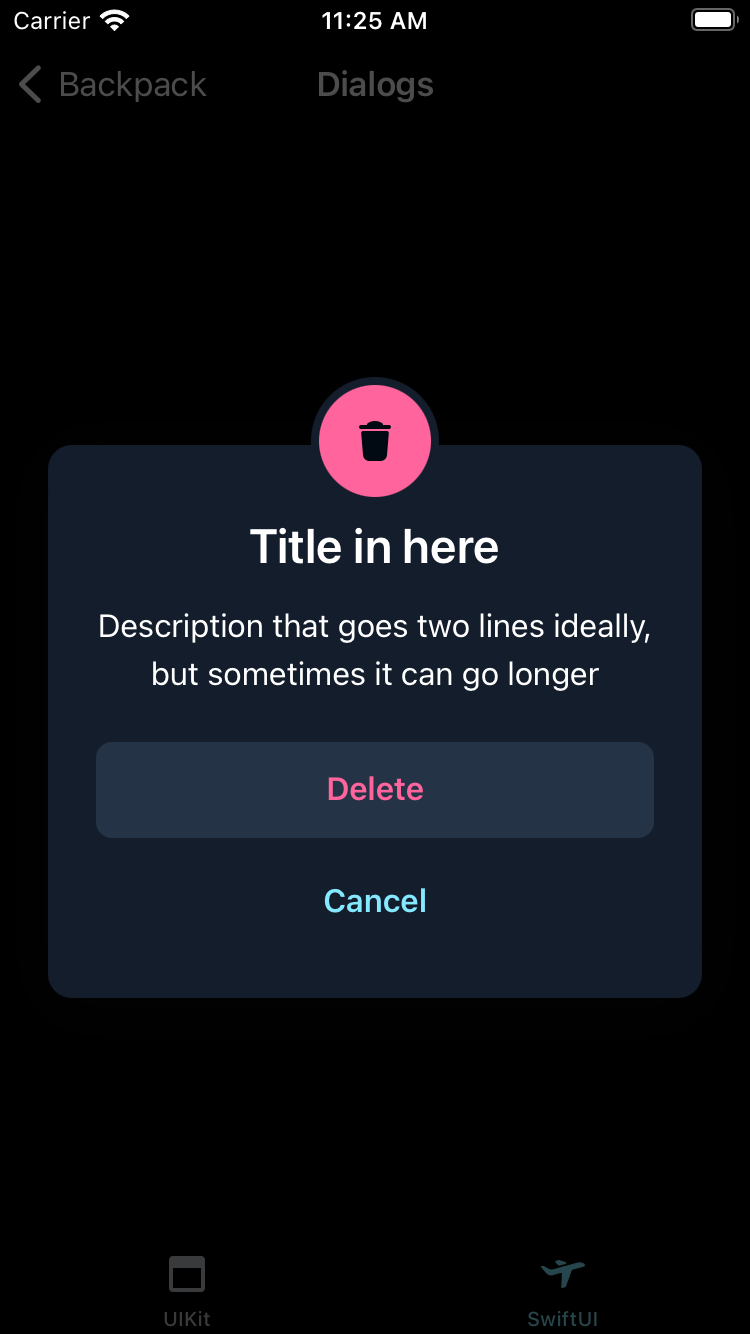 Carrier 11:25 AM
Backpack Dialogs
Title in here
Description that goes two lines ideally,
but sometimes it can go longer
Delete
Cancel
UIKit SwiftUI